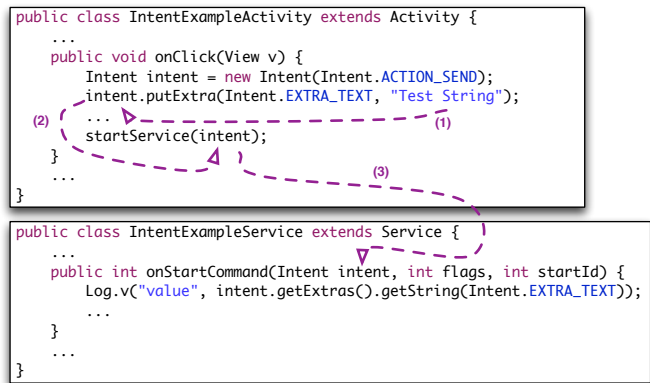 public class IntentExampleActivity extends Activity {
...
public void onClick(View v) {
Intent intent = new Intent(Intent.ACTION_SEND);
intent.putExtra(Intent.EXTRA_TEXT, "Test String");
(2) ... (1)
startService(intent);
}
(3)
...
}
public class IntentExampleService extends Service {
...
public int onStartCommand(Intent intent, int flags, int startId) {
Log.v("value", intent.getExtras().getString(Intent.EXTRA_TEXT));
...
}
...
}